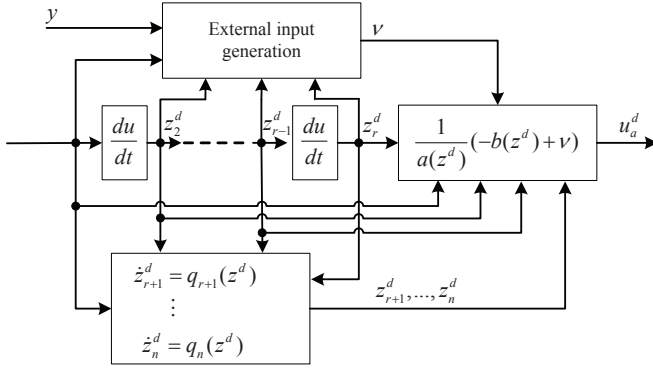 y
External input
generation
ν
du/dt
z_2^d
z_{r-1}^d
du/dt
z_r^d
1/a(z^d) (-b(z^d)+ν)
u_a^d
ż_{r+1}^d = q_{r+1}(z^d)
⋮
ż_n^d = q_n(z^d)
z_{r+1}^d,...,z_n^d